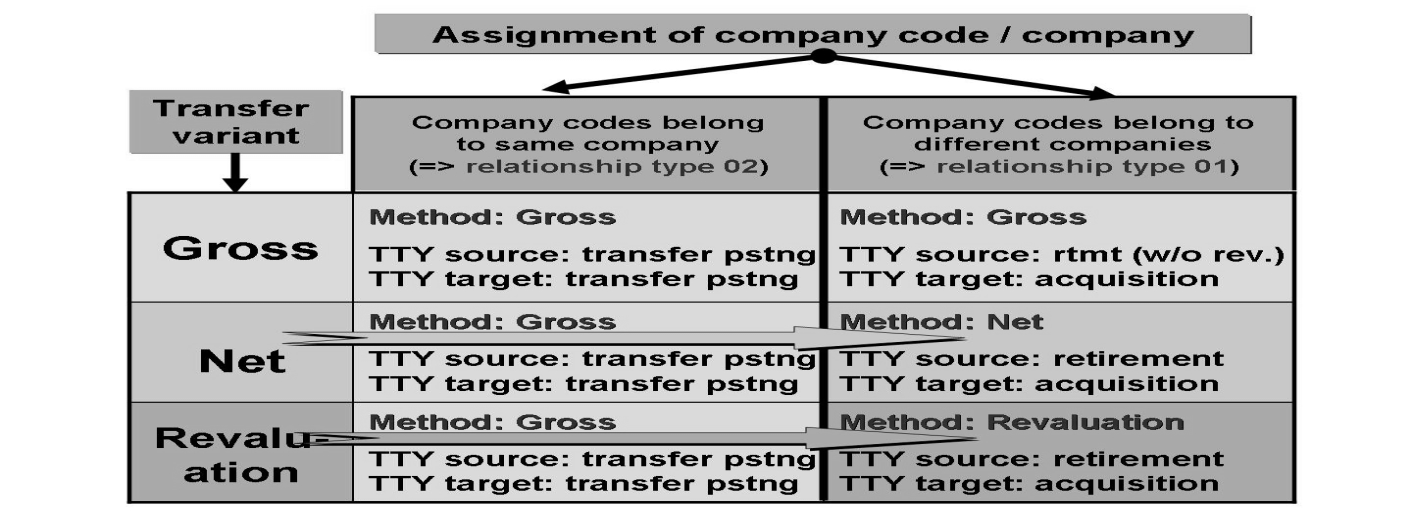 Assignment of company code / company
Transfer
variant
Company codes belong
to same company
(=> relationship type 02)
Company codes belong to
different companies
(=> relationship type 01)
Gross
Method: Gross
TTY source: transfer pstng
TTY target: transfer pstng
Method: Gross
TTY source: rtmt (w/o rev.)
TTY target: acquisition
Net
Method: Gross
TTY source: transfer pstng
TTY target: transfer pstng
Method: Net
TTY source: retirement
TTY target: acquisition
Revalu-
ation
Method: Gross
TTY source: transfer pstng
TTY target: transfer pstng
Method: Revaluation
TTY source: retirement
TTY target: acquisition